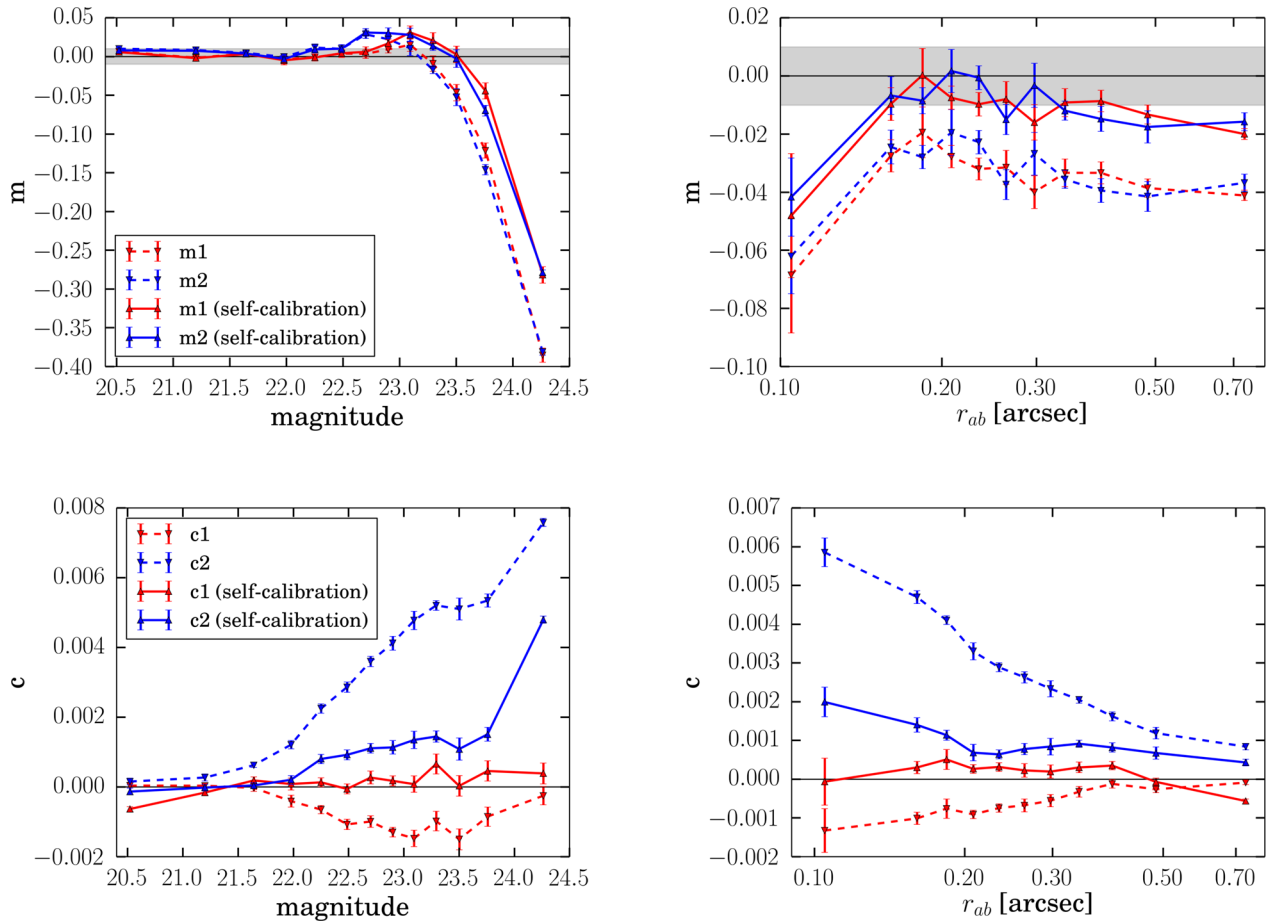 0.05
0.00
−0.05
−0.10
−0.15
−0.20
−0.25
−0.30
−0.35
−0.40
m
m1
m2
m1 (self-calibration)
m2 (self-calibration)
20.5 21.0 21.5 22.0 22.5 23.0 23.5 24.0 24.5
magnitude
0.02
0.00
−0.02
−0.04
−0.06
−0.08
−0.10
m
0.10 0.20 0.30 0.50 0.70
r_ab [arcsec]
0.008
0.006
0.004
0.002
0.000
−0.002
c
c1
c2
c1 (self-calibration)
c2 (self-calibration)
20.5 21.0 21.5 22.0 22.5 23.0 23.5 24.0 24.5
magnitude
0.007
0.006
0.005
0.004
0.003
0.002
0.001
0.000
−0.001
−0.002
c
0.10 0.20 0.30 0.50 0.70
r_ab [arcsec]